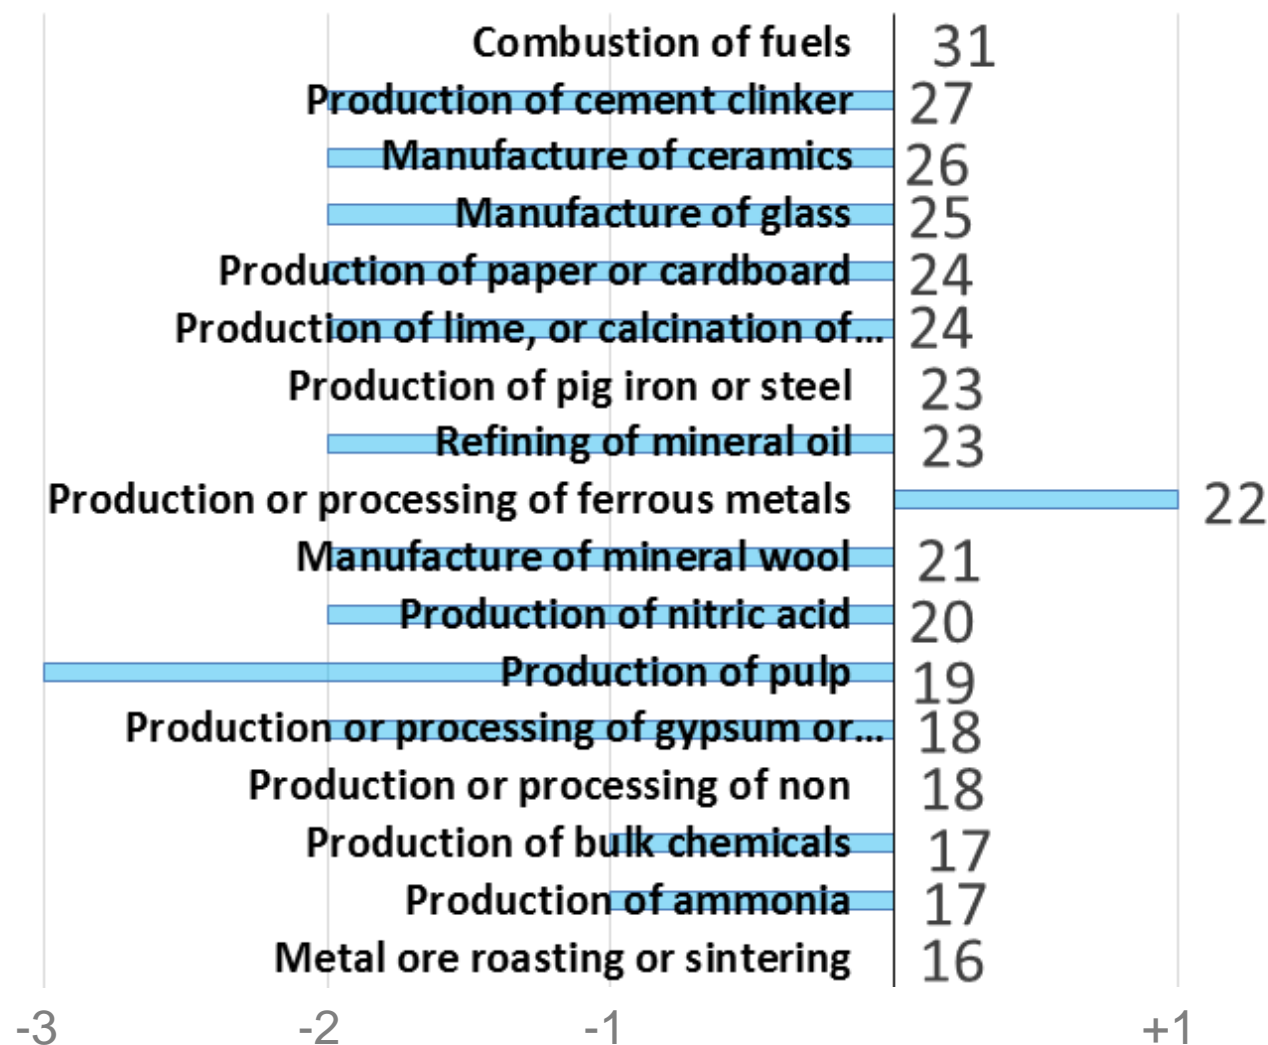 Combustion of fuels 31
Production of cement clinker 27
Manufacture of ceramics 26
Manufacture of glass 25
Production of paper or cardboard 24
Production of lime, or calcination of... 24
Production of pig iron or steel 23
Refining of mineral oil 23
Production or processing of ferrous metals 22
Manufacture of mineral wool 21
Production of nitric acid 20
Production of pulp 19
Production or processing of gypsum or... 18
Production or processing of non 18
Production of bulk chemicals 17
Production of ammonia 17
Metal ore roasting or sintering 16
-3 -2 -1 +1